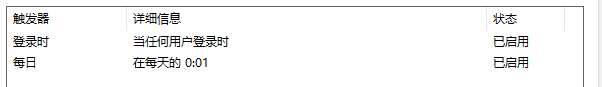 触发器 详细信息 状态
登录时 当任何用户登录时 已启用
每日 在每天的 0:01 已启用